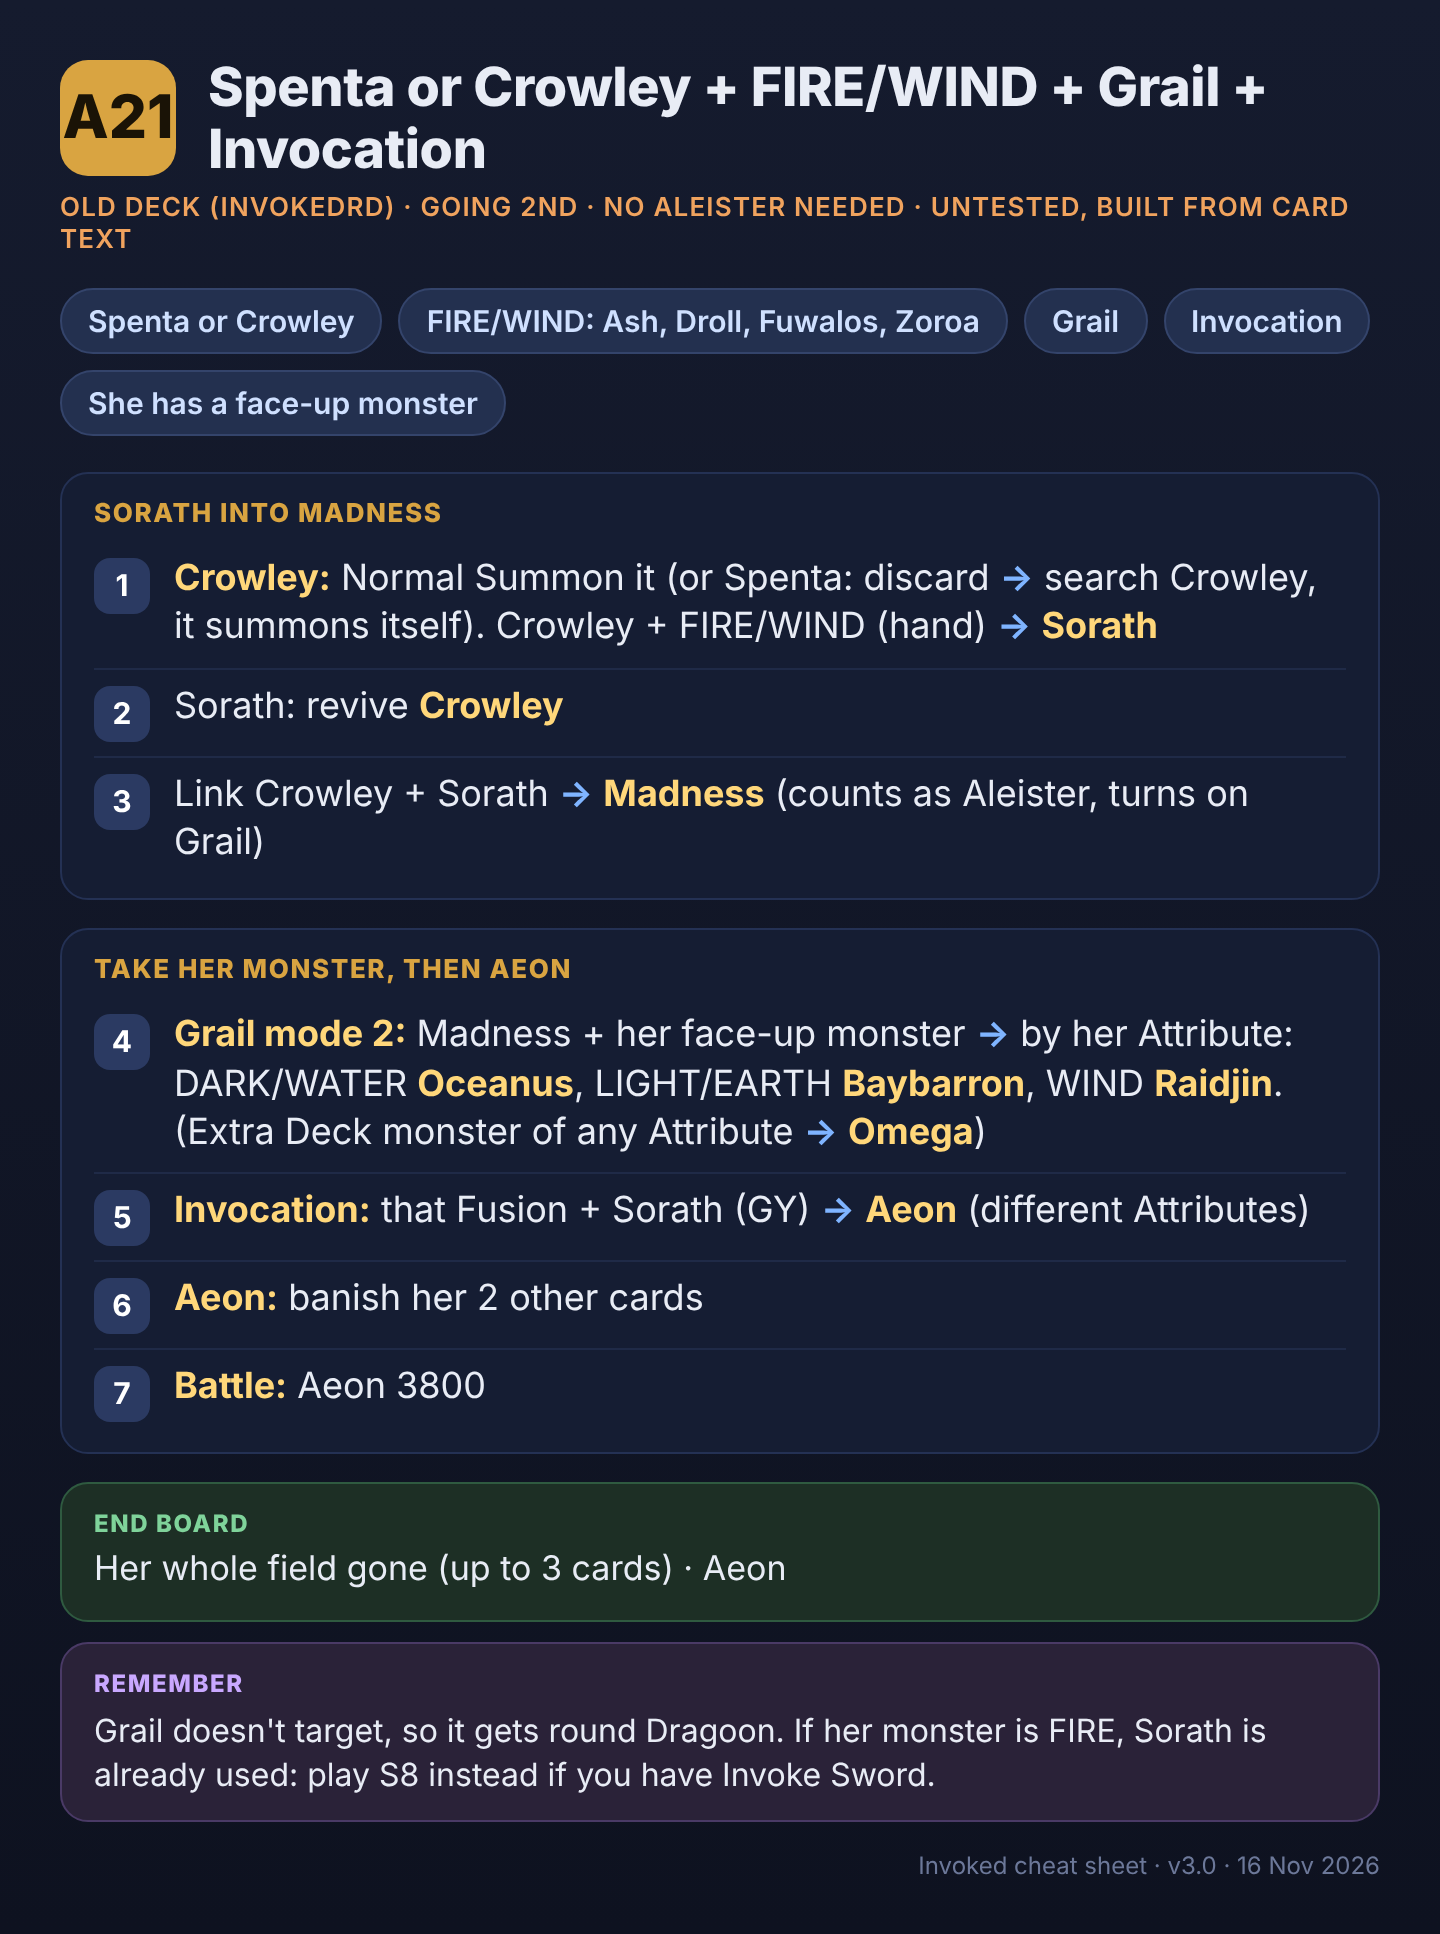 A21
Spenta or Crowley + FIRE/WIND + Grail +
Invocation
OLD DECK (INVOKEDRD) · GOING 2ND · NO ALEISTER NEEDED · UNTESTED, BUILT FROM CARD
TEXT
Spenta or Crowley
FIRE/WIND: Ash, Droll, Fuwalos, Zoroa
Grail
Invocation
She has a face-up monster
SORATH INTO MADNESS
1
Crowley: Normal Summon it (or Spenta: discard → search Crowley,
it summons itself). Crowley + FIRE/WIND (hand) → Sorath
2
Sorath: revive Crowley
3
Link Crowley + Sorath → Madness (counts as Aleister, turns on
Grail)
TAKE HER MONSTER, THEN AEON
4
Grail mode 2: Madness + her face-up monster → by her Attribute:
DARK/WATER Oceanus, LIGHT/EARTH Baybarron, WIND Raidjin.
(Extra Deck monster of any Attribute → Omega)
5
Invocation: that Fusion + Sorath (GY) → Aeon (different Attributes)
6
Aeon: banish her 2 other cards
7
Battle: Aeon 3800
END BOARD
Her whole field gone (up to 3 cards) · Aeon
REMEMBER
Grail doesn't target, so it gets round Dragoon. If her monster is FIRE, Sorath is
already used: play S8 instead if you have Invoke Sword.
Invoked cheat sheet · v3.0 · 16 Nov 2026